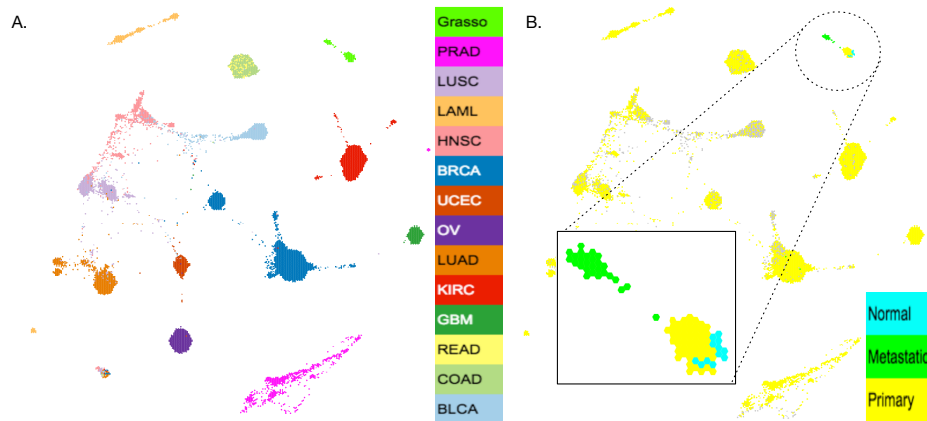 A.
Grasso
PRAD
LUSC
LAML
HNSC
BRCA
UCEC
OV
LUAD
KIRC
GBM
READ
COAD
BLCA
B.
Normal
Metastatic
Primary